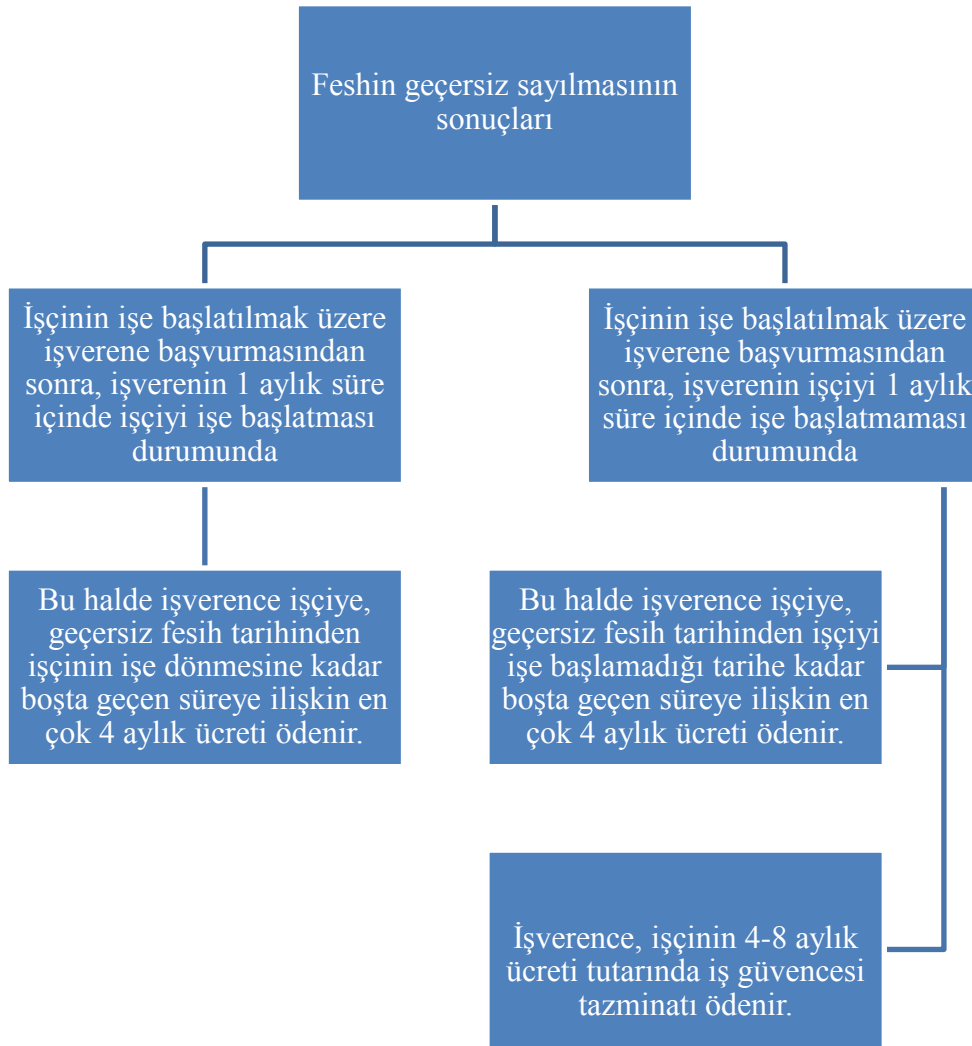 Feshin geçersiz sayılmasının
sonuçları
İşçinin işe başlatılmak üzere
işverene başvurmasından
sonra, işverenin 1 aylık süre
içinde işçiyi işe başlatması
durumunda
İşçinin işe başlatılmak üzere
işverene başvurmasından
sonra, işverenin işçiyi 1 aylık
süre içinde işe başlatmaması
durumunda
Bu halde işverence işçiye,
geçersiz fesih tarihinden
işçinin işe dönmesine kadar
boşta geçen süreye ilişkin en
çok 4 aylık ücreti ödenir.
Bu halde işverence işçiye,
geçersiz fesih tarihinden işçiyi
işe başlamadığı tarihe kadar
boşta geçen süreye ilişkin en
çok 4 aylık ücreti ödenir.
İşverence, işçinin 4-8 aylık
ücreti tutarında iş güvencesi
tazminatı ödenir.